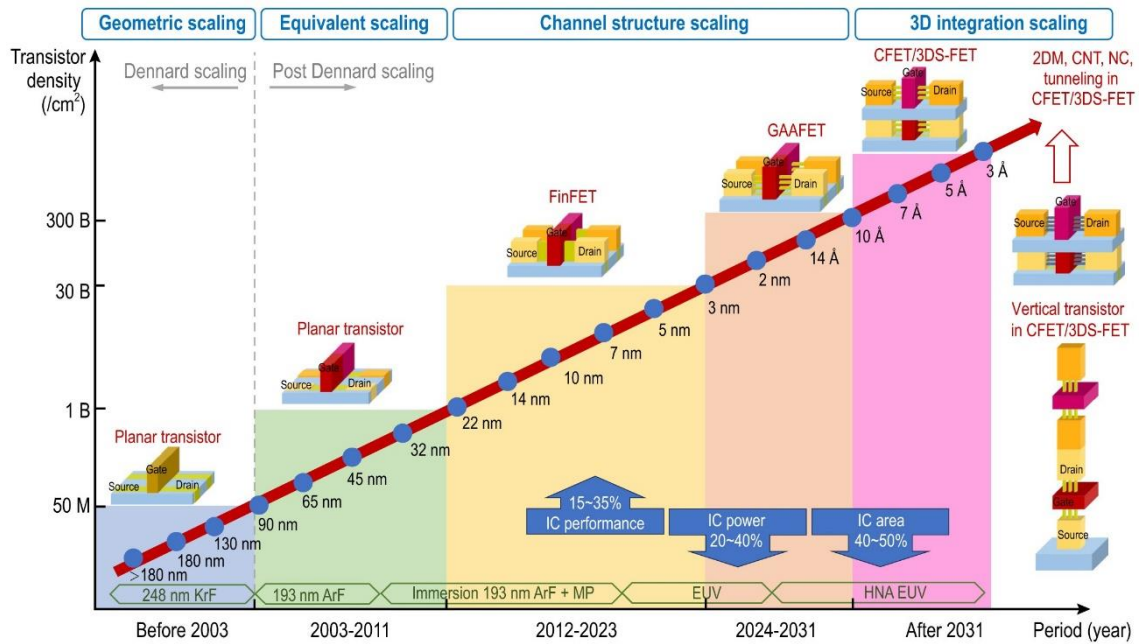 Geometric scaling
Equivalent scaling
Channel structure scaling
3D integration scaling
Transistor
density
(/cm²)
Dennard scaling
Post Dennard scaling
CFET/3DS-FET
Gate
Source
Drain
2DM, CNT, NC,
tunneling in
CFET/3DS-FET
GAAFET
Gate
Source
Drain
FinFET
Gate
Source
Drain
Planar transistor
Gate
Source
Drain
Planar transistor
Gate
Source
Drain
300 B
30 B
1 B
50 M
>180 nm
180 nm
130 nm
90 nm
65 nm
45 nm
32 nm
22 nm
14 nm
10 nm
7 nm
5 nm
3 nm
2 nm
14 Å
10 Å
7 Å
5 Å
3 Å
Gate
Source
Drain
Vertical transistor
in CFET/3DS-FET
Drain
Gate
Source
15~35%
IC performance
IC power
20~40%
IC area
40~50%
248 nm KrF
193 nm ArF
Immersion 193 nm ArF + MP
EUV
HNA EUV
Before 2003
2003-2011
2012-2023
2024-2031
After 2031
Period (year)